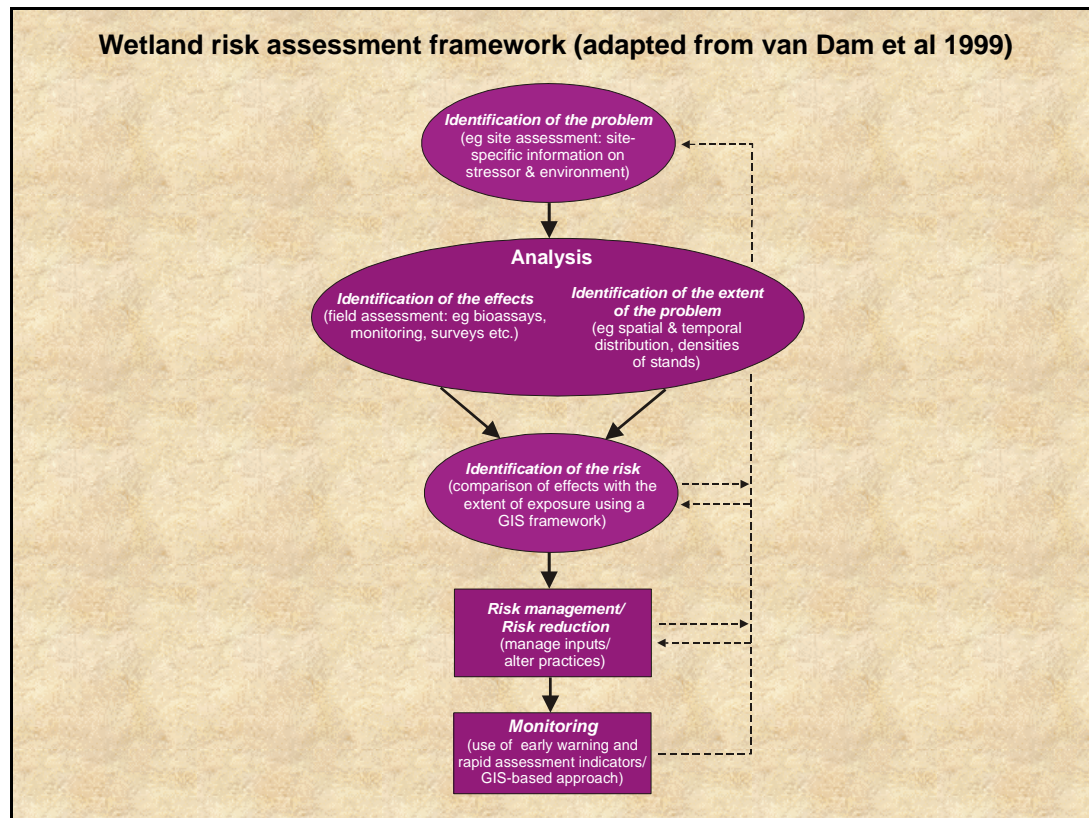 Wetland risk assessment framework (adapted from van Dam et al 1999)
Identification of the problem
(eg site assessment: site-
specific information on
stressor & environment)
Analysis
Identification of the effects
(field assessment: eg bioassays,
monitoring, surveys etc.)
Identification of the extent
of the problem
(eg spatial & temporal
distribution, densities
of stands)
Identification of the risk
(comparison of effects with the
extent of exposure using a
GIS framework)
Risk management/
Risk reduction
(manage inputs/
alter practices)
Monitoring
(use of early warning and
rapid assessment indicators/
GIS-based approach)